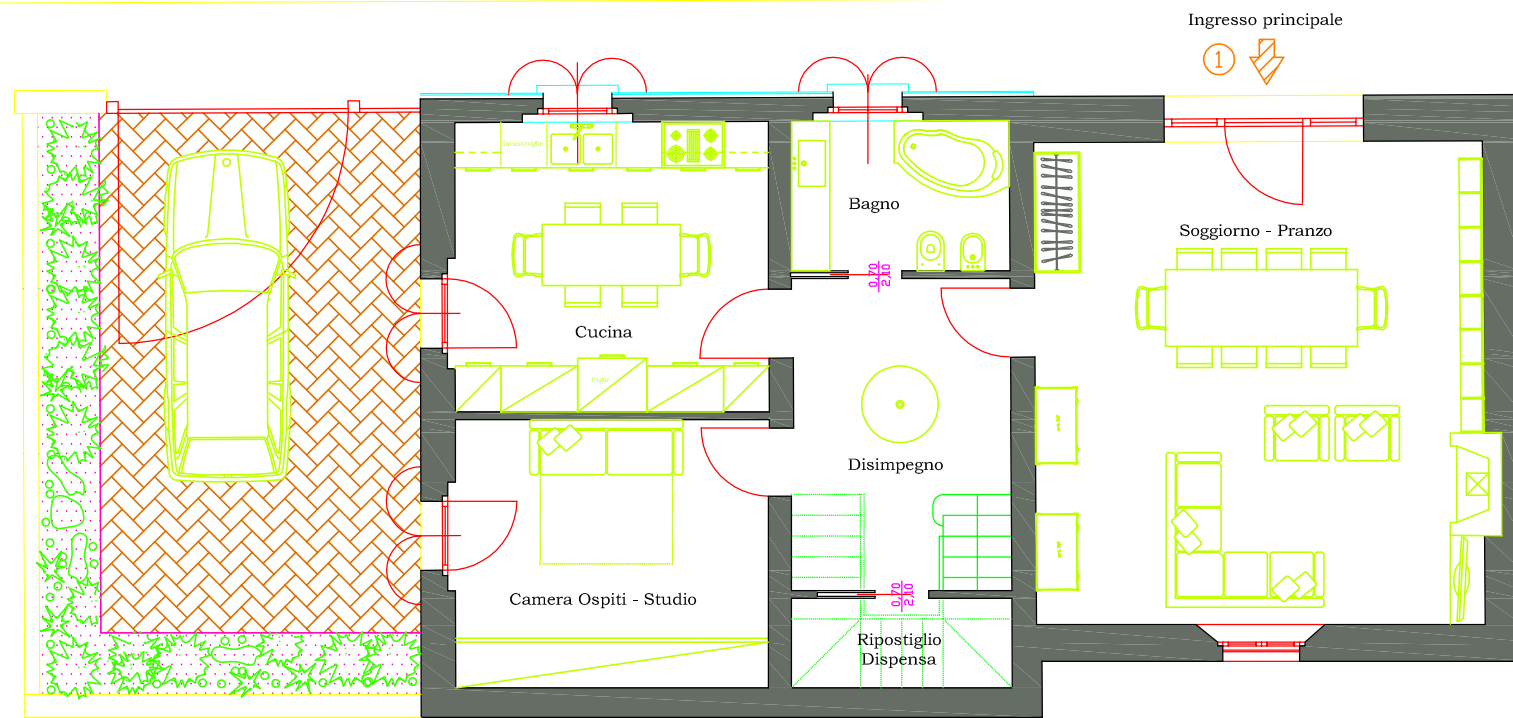 Ingresso principale
1
Bagno
Soggiorno - Pranzo
0,70
2,10
Cucina
Frigo
Disimpegno
0,70
2,10
Camera Ospiti - Studio
Ripostiglio
Dispensa